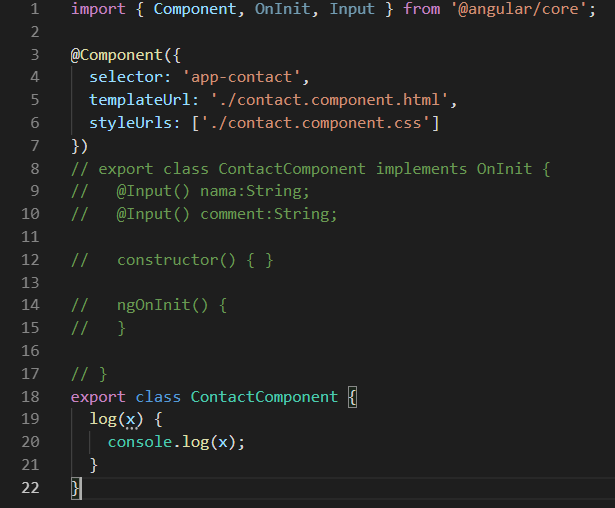 1 import { Component, OnInit, Input } from '@angular/core';
2
3 @Component({
4   selector: 'app-contact',
5   templateUrl: './contact.component.html',
6   styleUrls: ['./contact.component.css']
7 })
8 // export class ContactComponent implements OnInit {
9 //   @Input() nama:String;
10 //   @Input() comment:String;
11
12 //   constructor() { }
13
14 //   ngOnInit() {
15 //   }
16
17 // }
18 export class ContactComponent {
19   log(x) {
20     console.log(x);
21   }
22 }